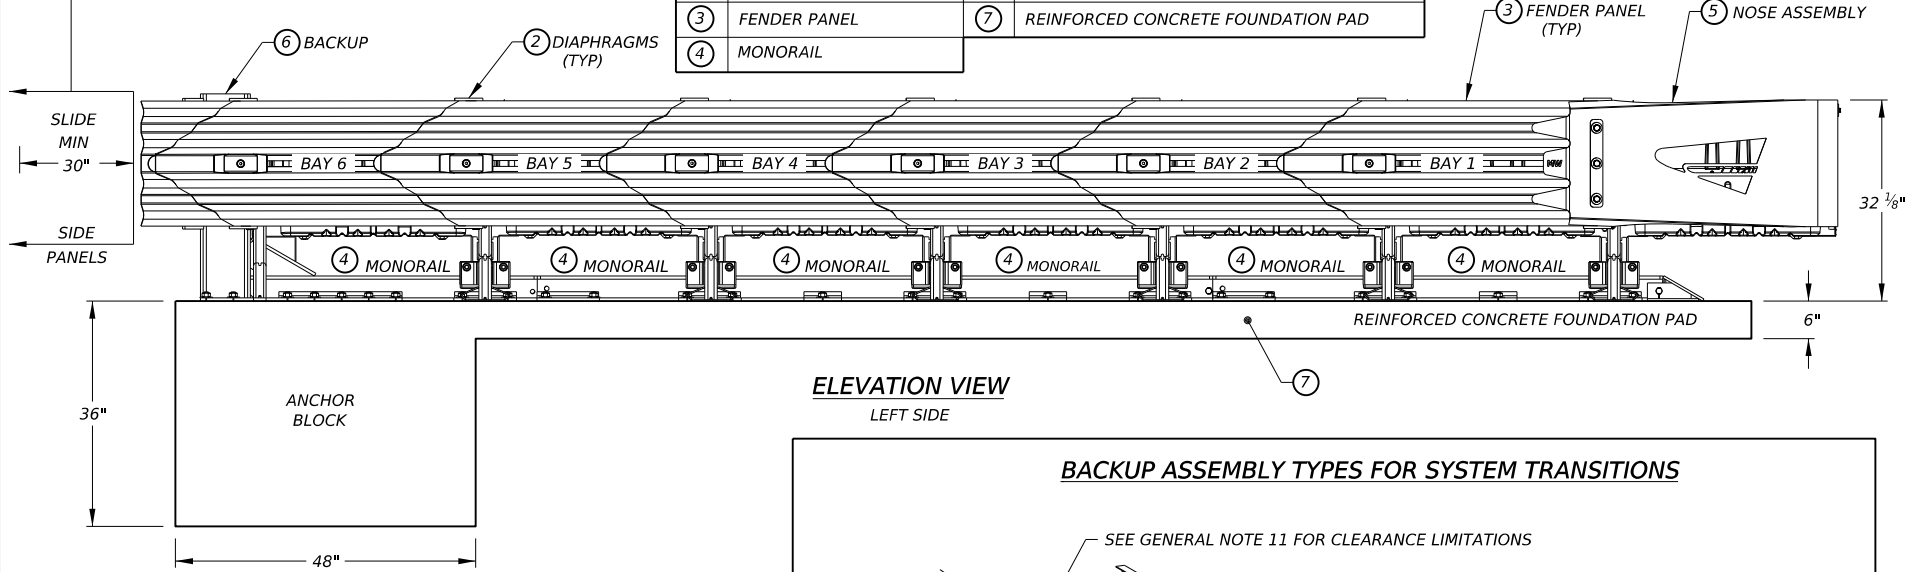 3 FENDER PANEL 7 REINFORCED CONCRETE FOUNDATION PAD
4 MONORAIL
6 BACKUP
2 DIAPHRAGMS
(TYP)
3 FENDER PANEL
(TYP)
5 NOSE ASSEMBLY
SLIDE
MIN
30"
SIDE
PANELS
BAY 6 BAY 5 BAY 4 BAY 3 BAY 2 BAY 1
MW
32 1/8"
4 MONORAIL 4 MONORAIL 4 MONORAIL 4 MONORAIL 4 MONORAIL 4 MONORAIL
REINFORCED CONCRETE FOUNDATION PAD
6"
7
36"
ANCHOR
BLOCK
48"
ELEVATION VIEW
LEFT SIDE
BACKUP ASSEMBLY TYPES FOR SYSTEM TRANSITIONS
SEE GENERAL NOTE 11 FOR CLEARANCE LIMITATIONS